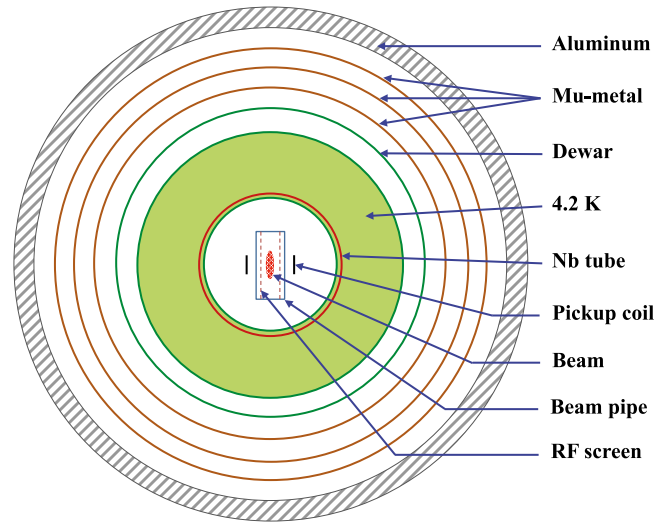 Aluminum
Mu-metal
Dewar
4.2 K
Nb tube
Pickup coil
Beam
Beam pipe
RF screen